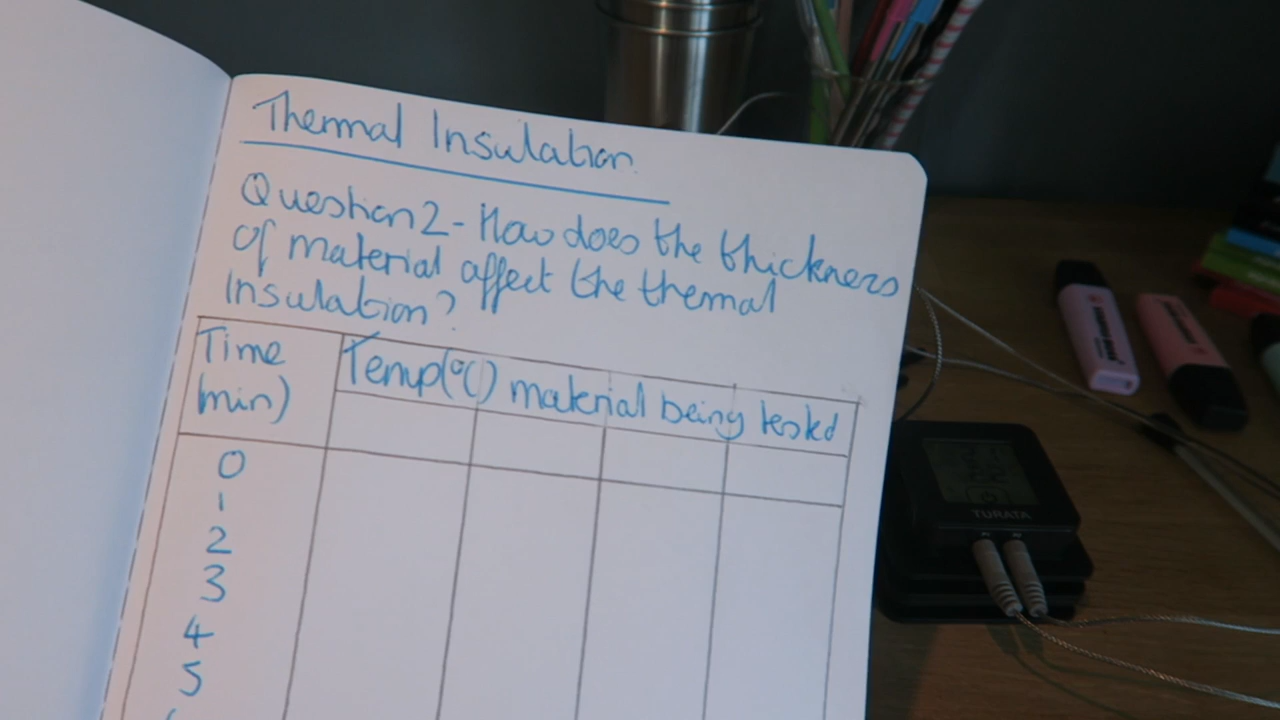 Thermal Insulation.
Question 2 - How does the thickness
of material affect the thermal
Insulation?
Time
(min)
Temp(°C) material being tested
0
1
2
3
4
5
TURATA